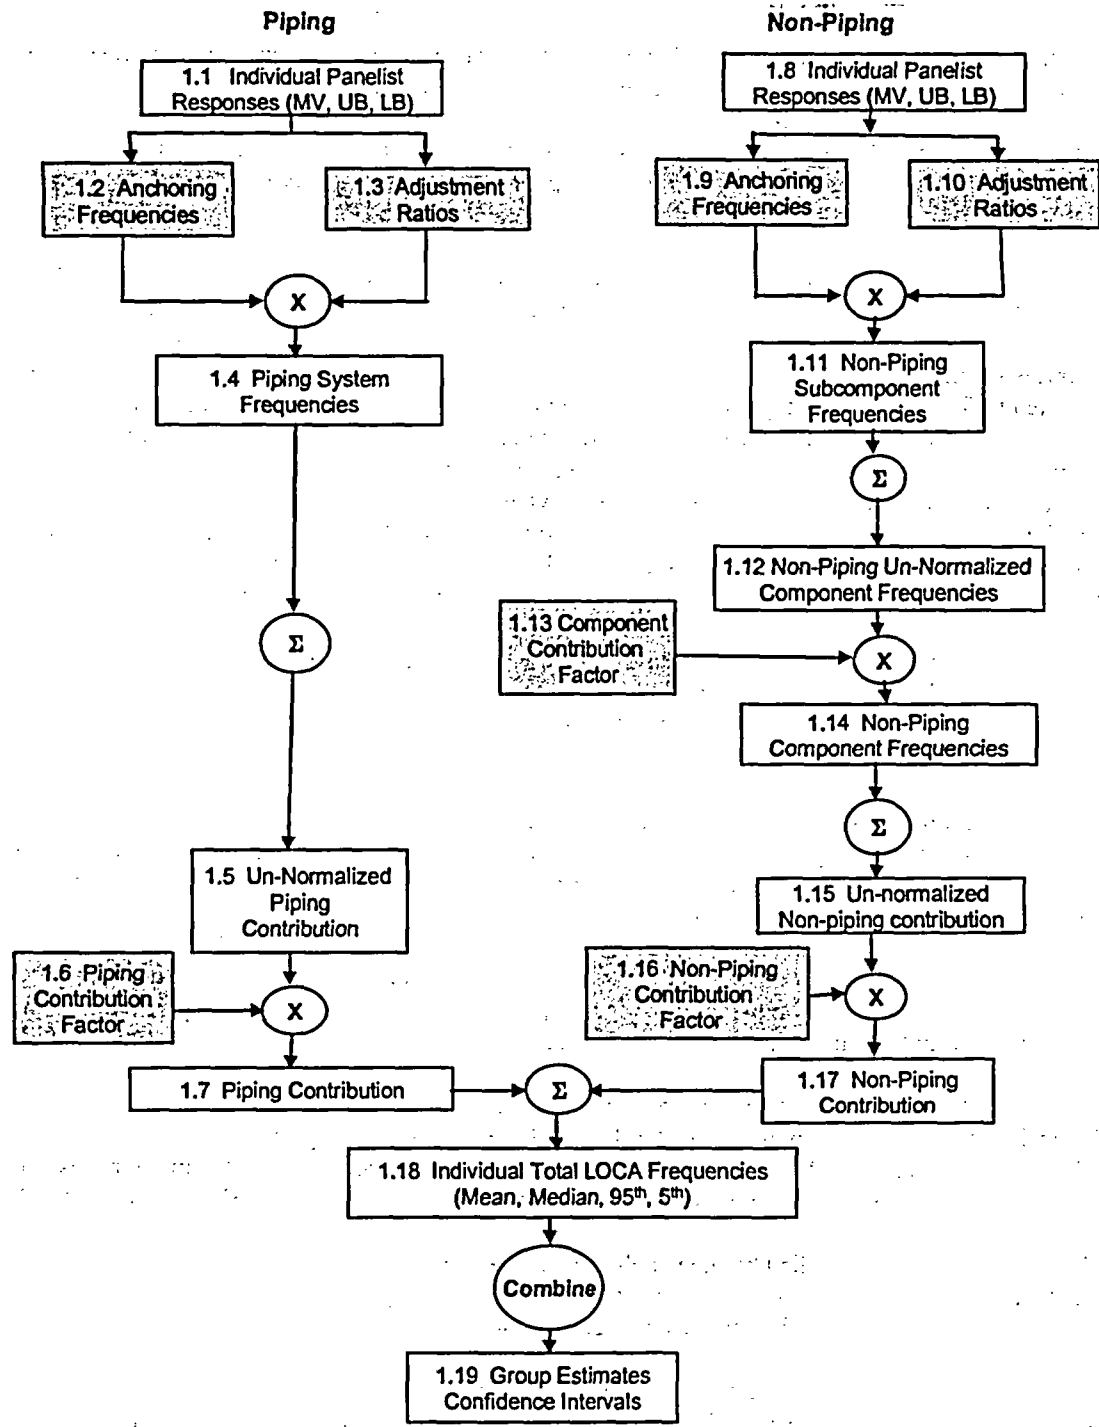 Piping
Non-Piping
1.1 Individual Panelist
Responses (MV, UB, LB)
1.8 Individual Panelist
Responses (MV, UB, LB)
1.2 Anchoring
Frequencies
1.3 Adjustment
Ratios
1.9 Anchoring
Frequencies
1.10 Adjustment
Ratios
X
X
1.4 Piping System
Frequencies
1.11 Non-Piping
Subcomponent
Frequencies
Σ
1.12 Non-Piping Un-Normalized
Component Frequencies
1.13 Component
Contribution
Factor
Σ
X
1.14 Non-Piping
Component Frequencies
Σ
1.5 Un-Normalized
Piping
Contribution
1.15 Un-normalized
Non-piping contribution
1.6 Piping
Contribution
Factor
X
1.16 Non-Piping
Contribution
Factor
X
1.7 Piping Contribution
Σ
1.17 Non-Piping
Contribution
1.18 Individual Total LOCA Frequencies
(Mean, Median, 95th, 5th)
Combine
1.19 Group Estimates
Confidence Intervals